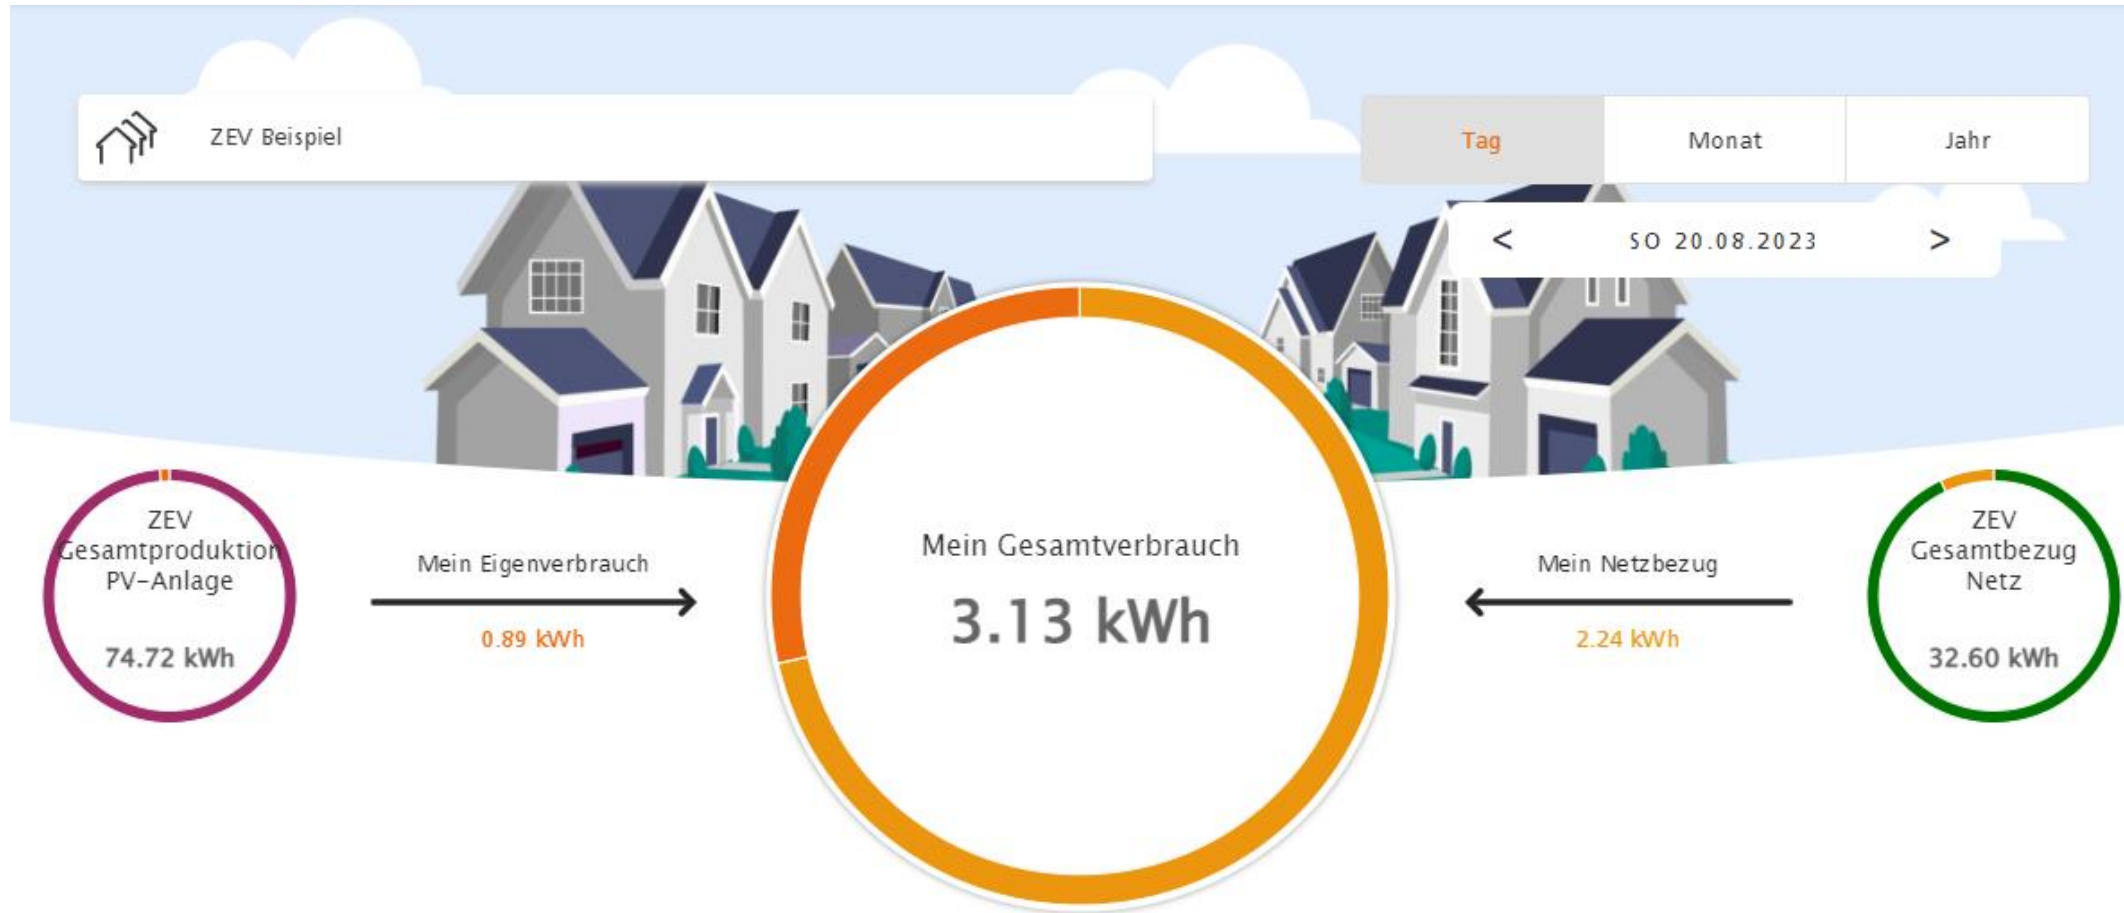 ZEV Beispiel
Tag
Monat
Jahr
<
SO 20.08.2023
>
ZEV
Gesamtproduktion
PV-Anlage
74.72 kWh
Mein Eigenverbrauch
0.89 kWh
Mein Gesamtverbrauch
3.13 kWh
Mein Netzbezug
2.24 kWh
ZEV
Gesamtbezug
Netz
32.60 kWh